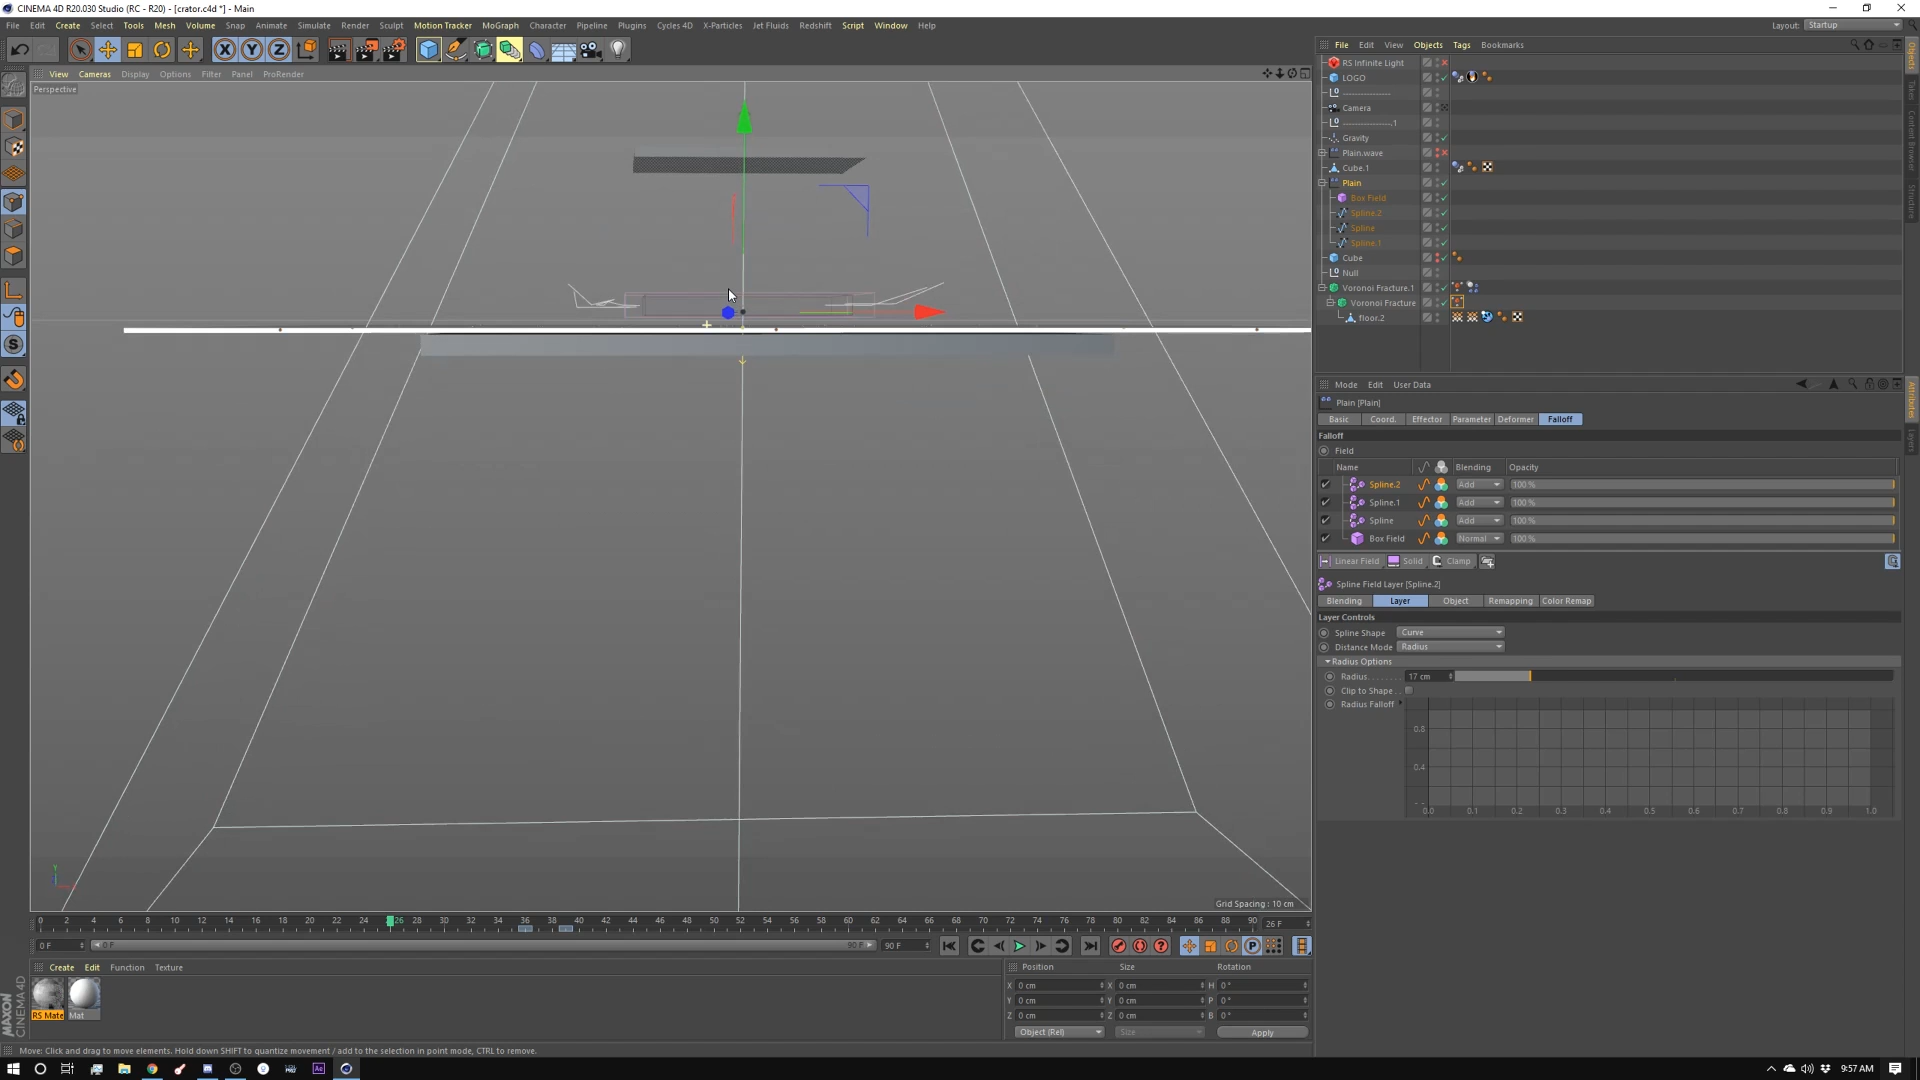 CINEMA 4D R20.030 Studio (RC - R20) - [crator.c4d *] - Main
File Edit Create Select Tools Mesh Volume Snap Animate Simulate Render Sculpt Motion Tracker MoGraph Character Pipeline Plugins Cycles 4D X-Particles Jet Fluids Redshift Script Window Help
Layout: Startup
View Cameras Display Options Filter Panel ProRender
Perspective
Grid Spacing : 10 cm
0 2 4 6 8 10 12 14 16 18 20 22 24 26 28 30 32 34 36 38 40 42 44 46 48 50 52 54 56 58 60 62 64 66 68 70 72 74 76 78 80 82 84 86 88 90 26 F
0 F 0 F 90 F 90 F
Create Edit Function Texture
RS Mate Mat
MAXON CINEMA 4D
Position Size Rotation
X 0 cm X 0 cm H 0 °
Y 0 cm Y 0 cm P 0 °
Z 0 cm Z 0 cm B 0 °
Object (Rel) Size Apply
Move: Click and drag to move elements. Hold down SHIFT to quantize movement / add to the selection in point mode, CTRL to remove.
File Edit View Objects Tags Bookmarks
RS Infinite Light
LOGO
Camera
Gravity
Plain.wave
Cube.1
Plain
Box Field
Spline.2
Spline
Spline.1
Cube
Null
Voronoi Fracture.1
Voronoi Fracture
floor.2
Objects
Takes
Content Browser
Structure
Mode Edit User Data
Plain [Plain]
Basic Coord. Effector Parameter Deformer Falloff
Falloff
Field
Name Blending Opacity
Spline.2 Add 100 %
Spline.1 Add 100 %
Spline Add 100 %
Box Field Normal 100 %
Linear Field Solid Clamp
Spline Field Layer [Spline.2]
Blending Layer Object Remapping Color Remap
Layer Controls
Spline Shape Curve
Distance Mode Radius
Radius Options
Radius 17 cm
Clip to Shape
Radius Falloff
0.8
0.4
0.0 0.1 0.2 0.3 0.4 0.5 0.6 0.7 0.8 0.9 1.0
Attributes
Layers
9:57 AM